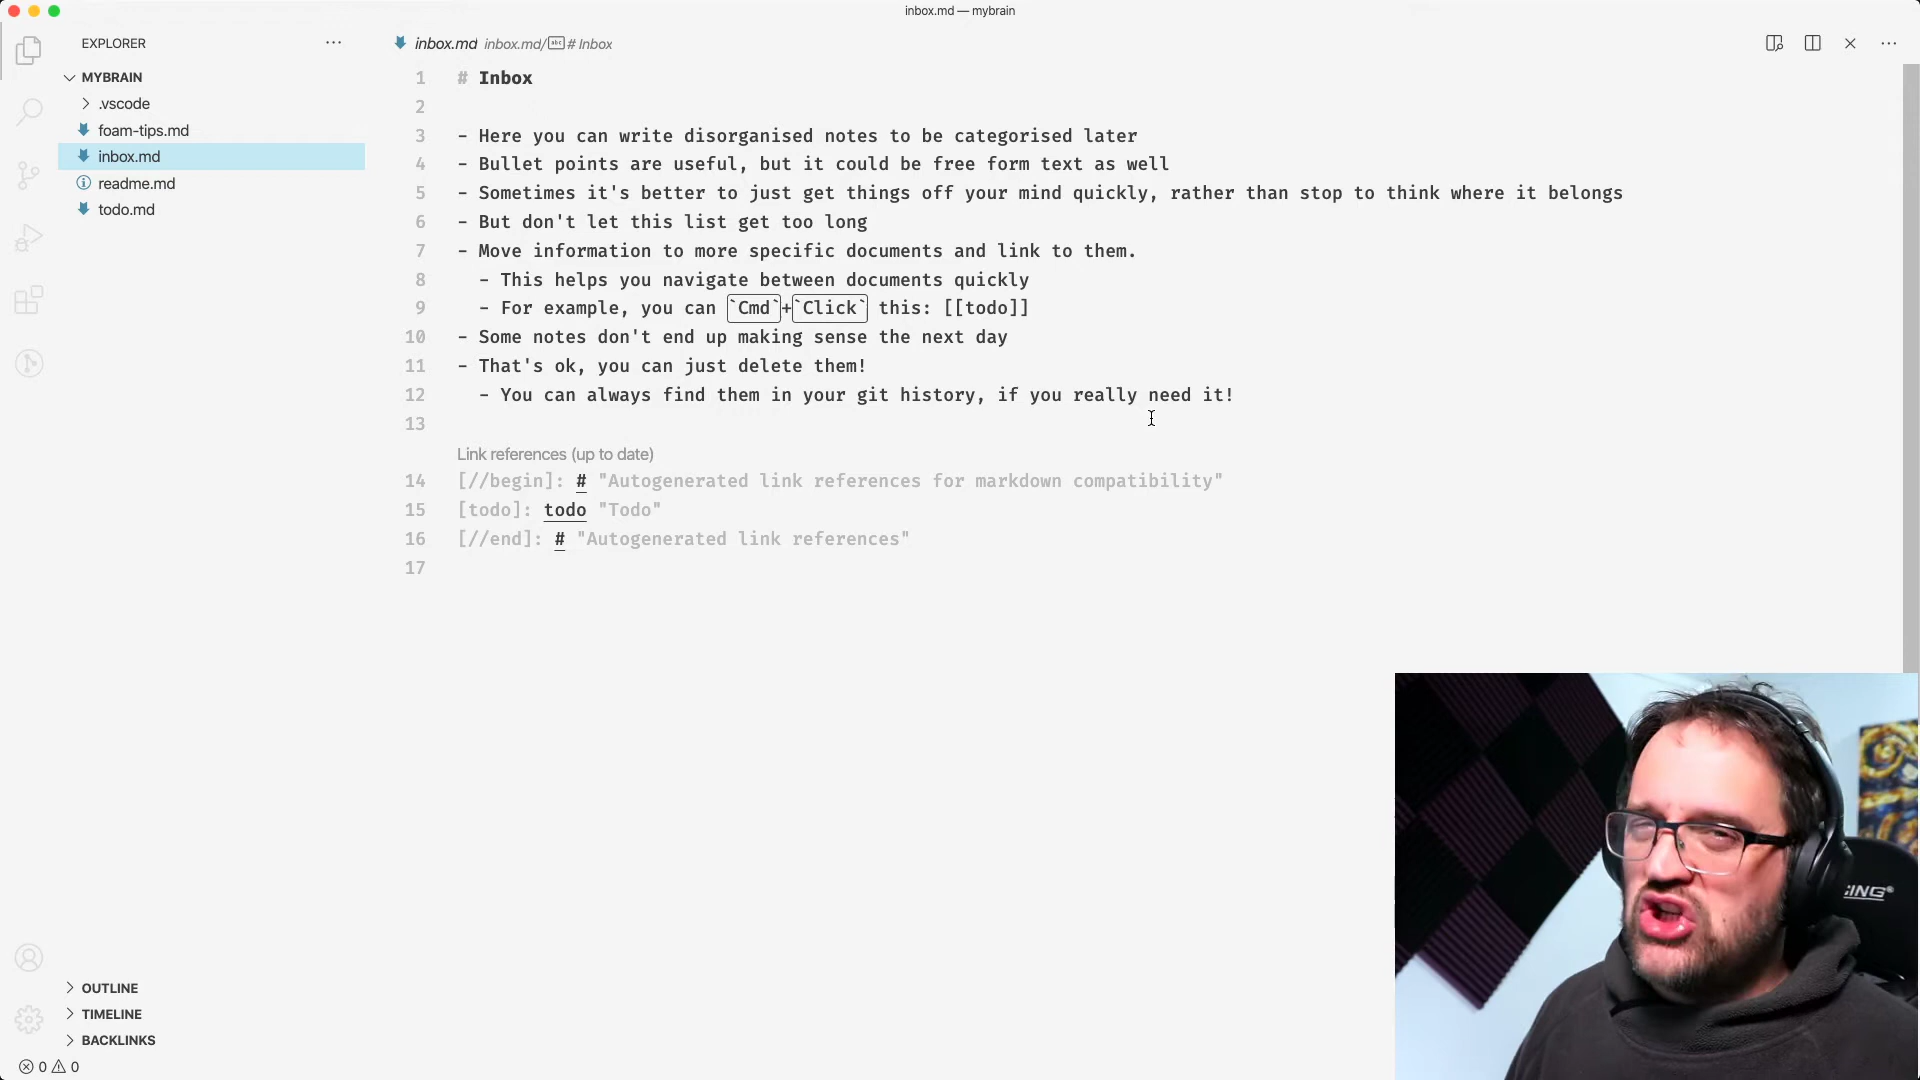 inbox.md — mybrain
EXPLORER
MYBRAIN
.vscode
foam-tips.md
inbox.md
readme.md
todo.md
OUTLINE
TIMELINE
BACKLINKS
0 0
inbox.md inbox.md/ abc # Inbox
1 # Inbox
2
3 - Here you can write disorganised notes to be categorised later
4 - Bullet points are useful, but it could be free form text as well
5 - Sometimes it's better to just get things off your mind quickly, rather than stop to think where it belongs
6 - But don't let this list get too long
7 - Move information to more specific documents and link to them.
8 - This helps you navigate between documents quickly
9 - For example, you can `Cmd`+`Click` this: [[todo]]
10 - Some notes don't end up making sense the next day
11 - That's ok, you can just delete them!
12 - You can always find them in your git history, if you really need it!
13
Link references (up to date)
14 [//begin]: # "Autogenerated link references for markdown compatibility"
15 [todo]: todo "Todo"
16 [//end]: # "Autogenerated link references"
17